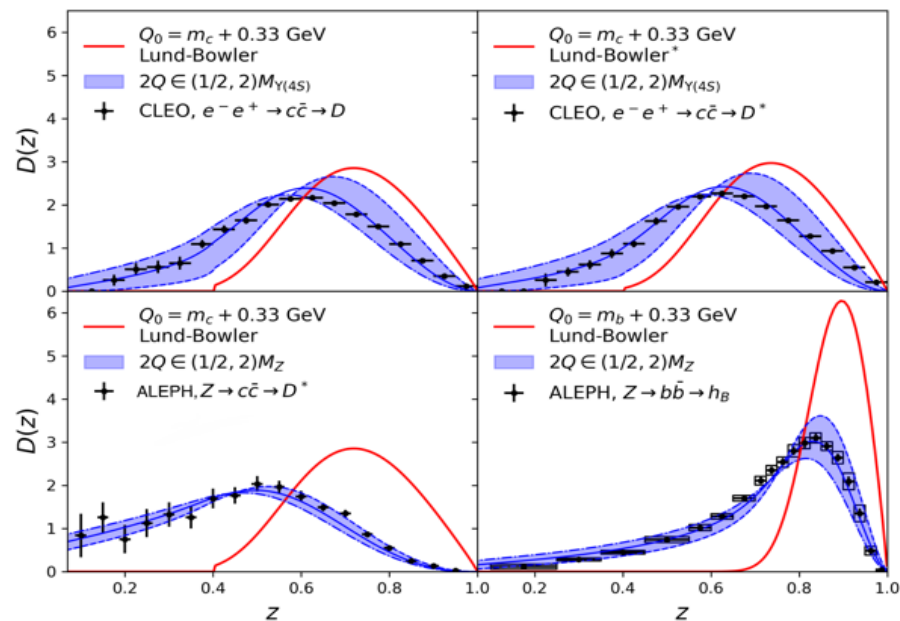 Q₀ = m_c + 0.33 GeV
Lund-Bowler
2Q ∈ (1/2, 2)M_Υ(4S)
CLEO, e⁻e⁺ → cc̄ → D
Q₀ = m_c + 0.33 GeV
Lund-Bowler*
2Q ∈ (1/2, 2)M_Υ(4S)
CLEO, e⁻e⁺ → cc̄ → D*
D(z)
6
5
4
3
2
1
0
Q₀ = m_c + 0.33 GeV
Lund-Bowler
2Q ∈ (1/2, 2)M_Z
ALEPH, Z → cc̄ → D*
Q₀ = m_b + 0.33 GeV
Lund-Bowler
2Q ∈ (1/2, 2)M_Z
ALEPH, Z → bb̄ → h_B
D(z)
6
5
4
3
2
1
0
0.2 0.4 0.6 0.8 1.0 0.2 0.4 0.6 0.8 1.0
z z